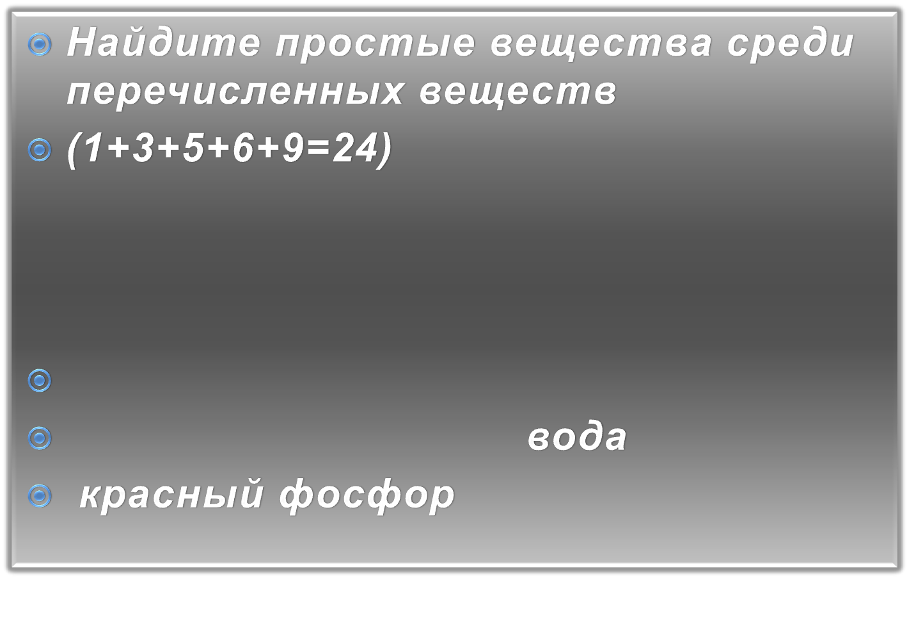 Найдите простые вещества среди
перечисленных веществ
(1+3+5+6+9=24)
вода
красный фосфор